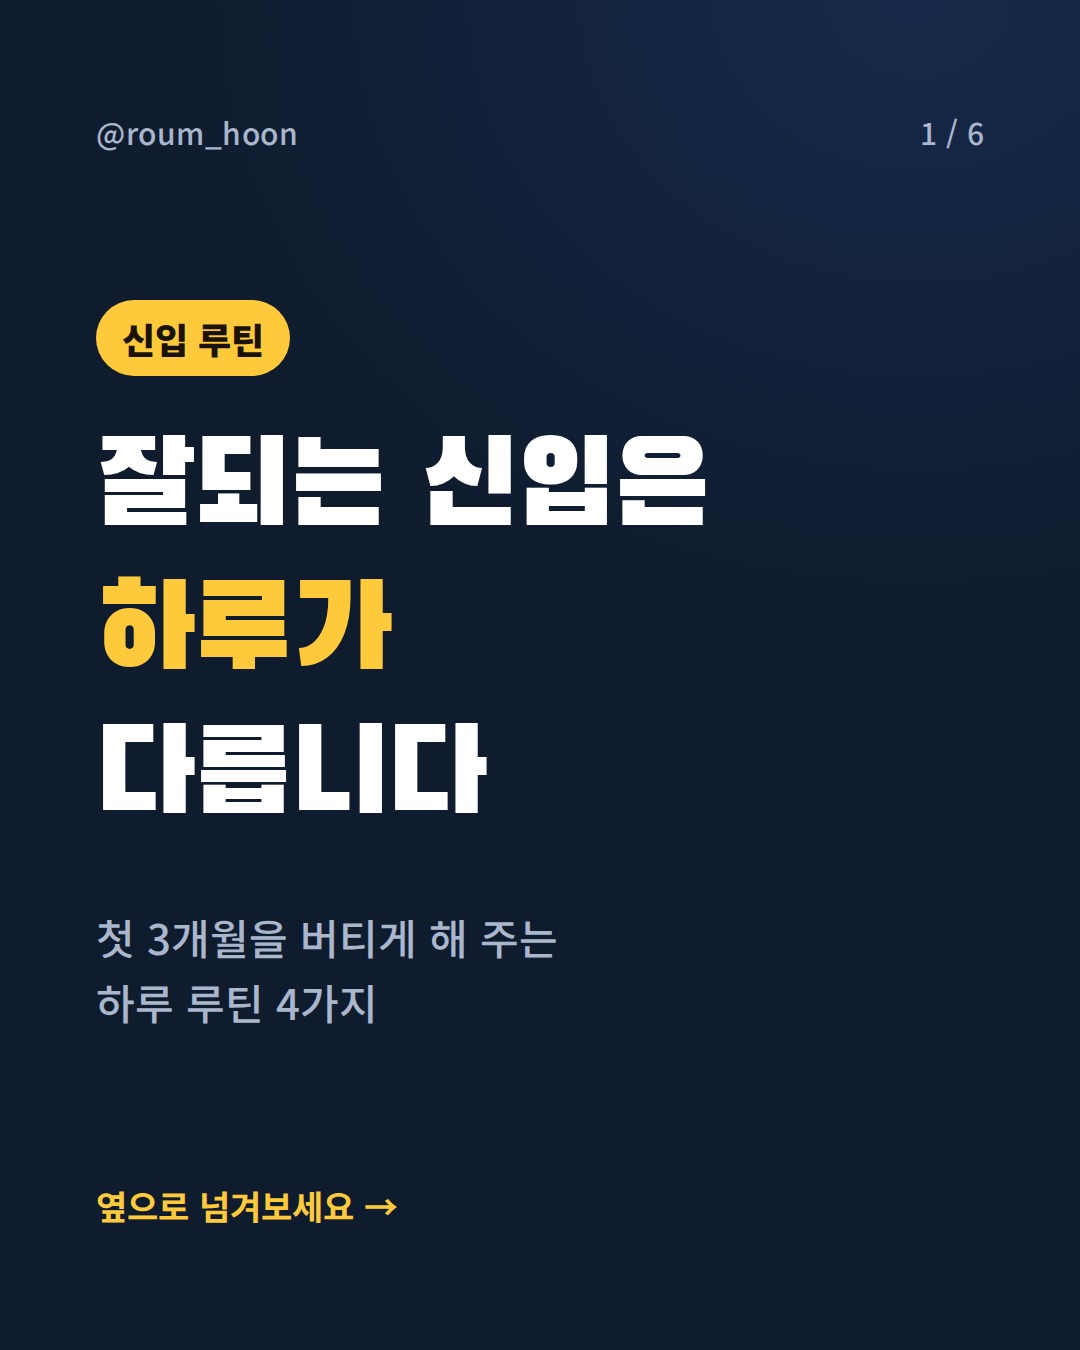 @roum_hoon
1 / 6
신입 루틴
잘되는 신입은
하루가
다릅니다
첫 3개월을 버티게 해 주는
하루 루틴 4가지
옆으로 넘겨보세요 →